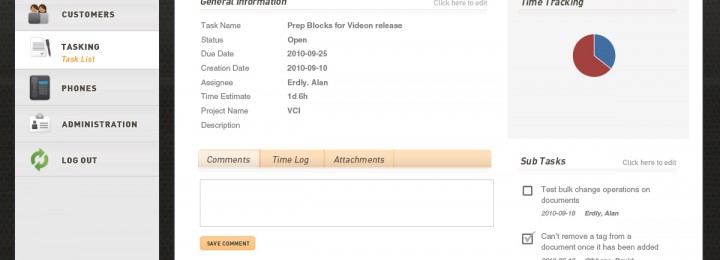 CUSTOMERS
TASKING
Task List
PHONES
ADMINISTRATION
LOG OUT
General Information
Click here to edit
Task Name Prep Blocks for Videon release
Status Open
Due Date 2010-09-25
Creation Date 2010-09-10
Assignee Erdly, Alan
Time Estimate 1d 6h
Project Name VCI
Description
Comments Time Log Attachments
SAVE COMMENT
Time Tracking
Sub Tasks Click here to edit
Test bulk change operations on
documents
2010-09-18 Erdly, Alan
Can't remove a tag from a
document once it has been added